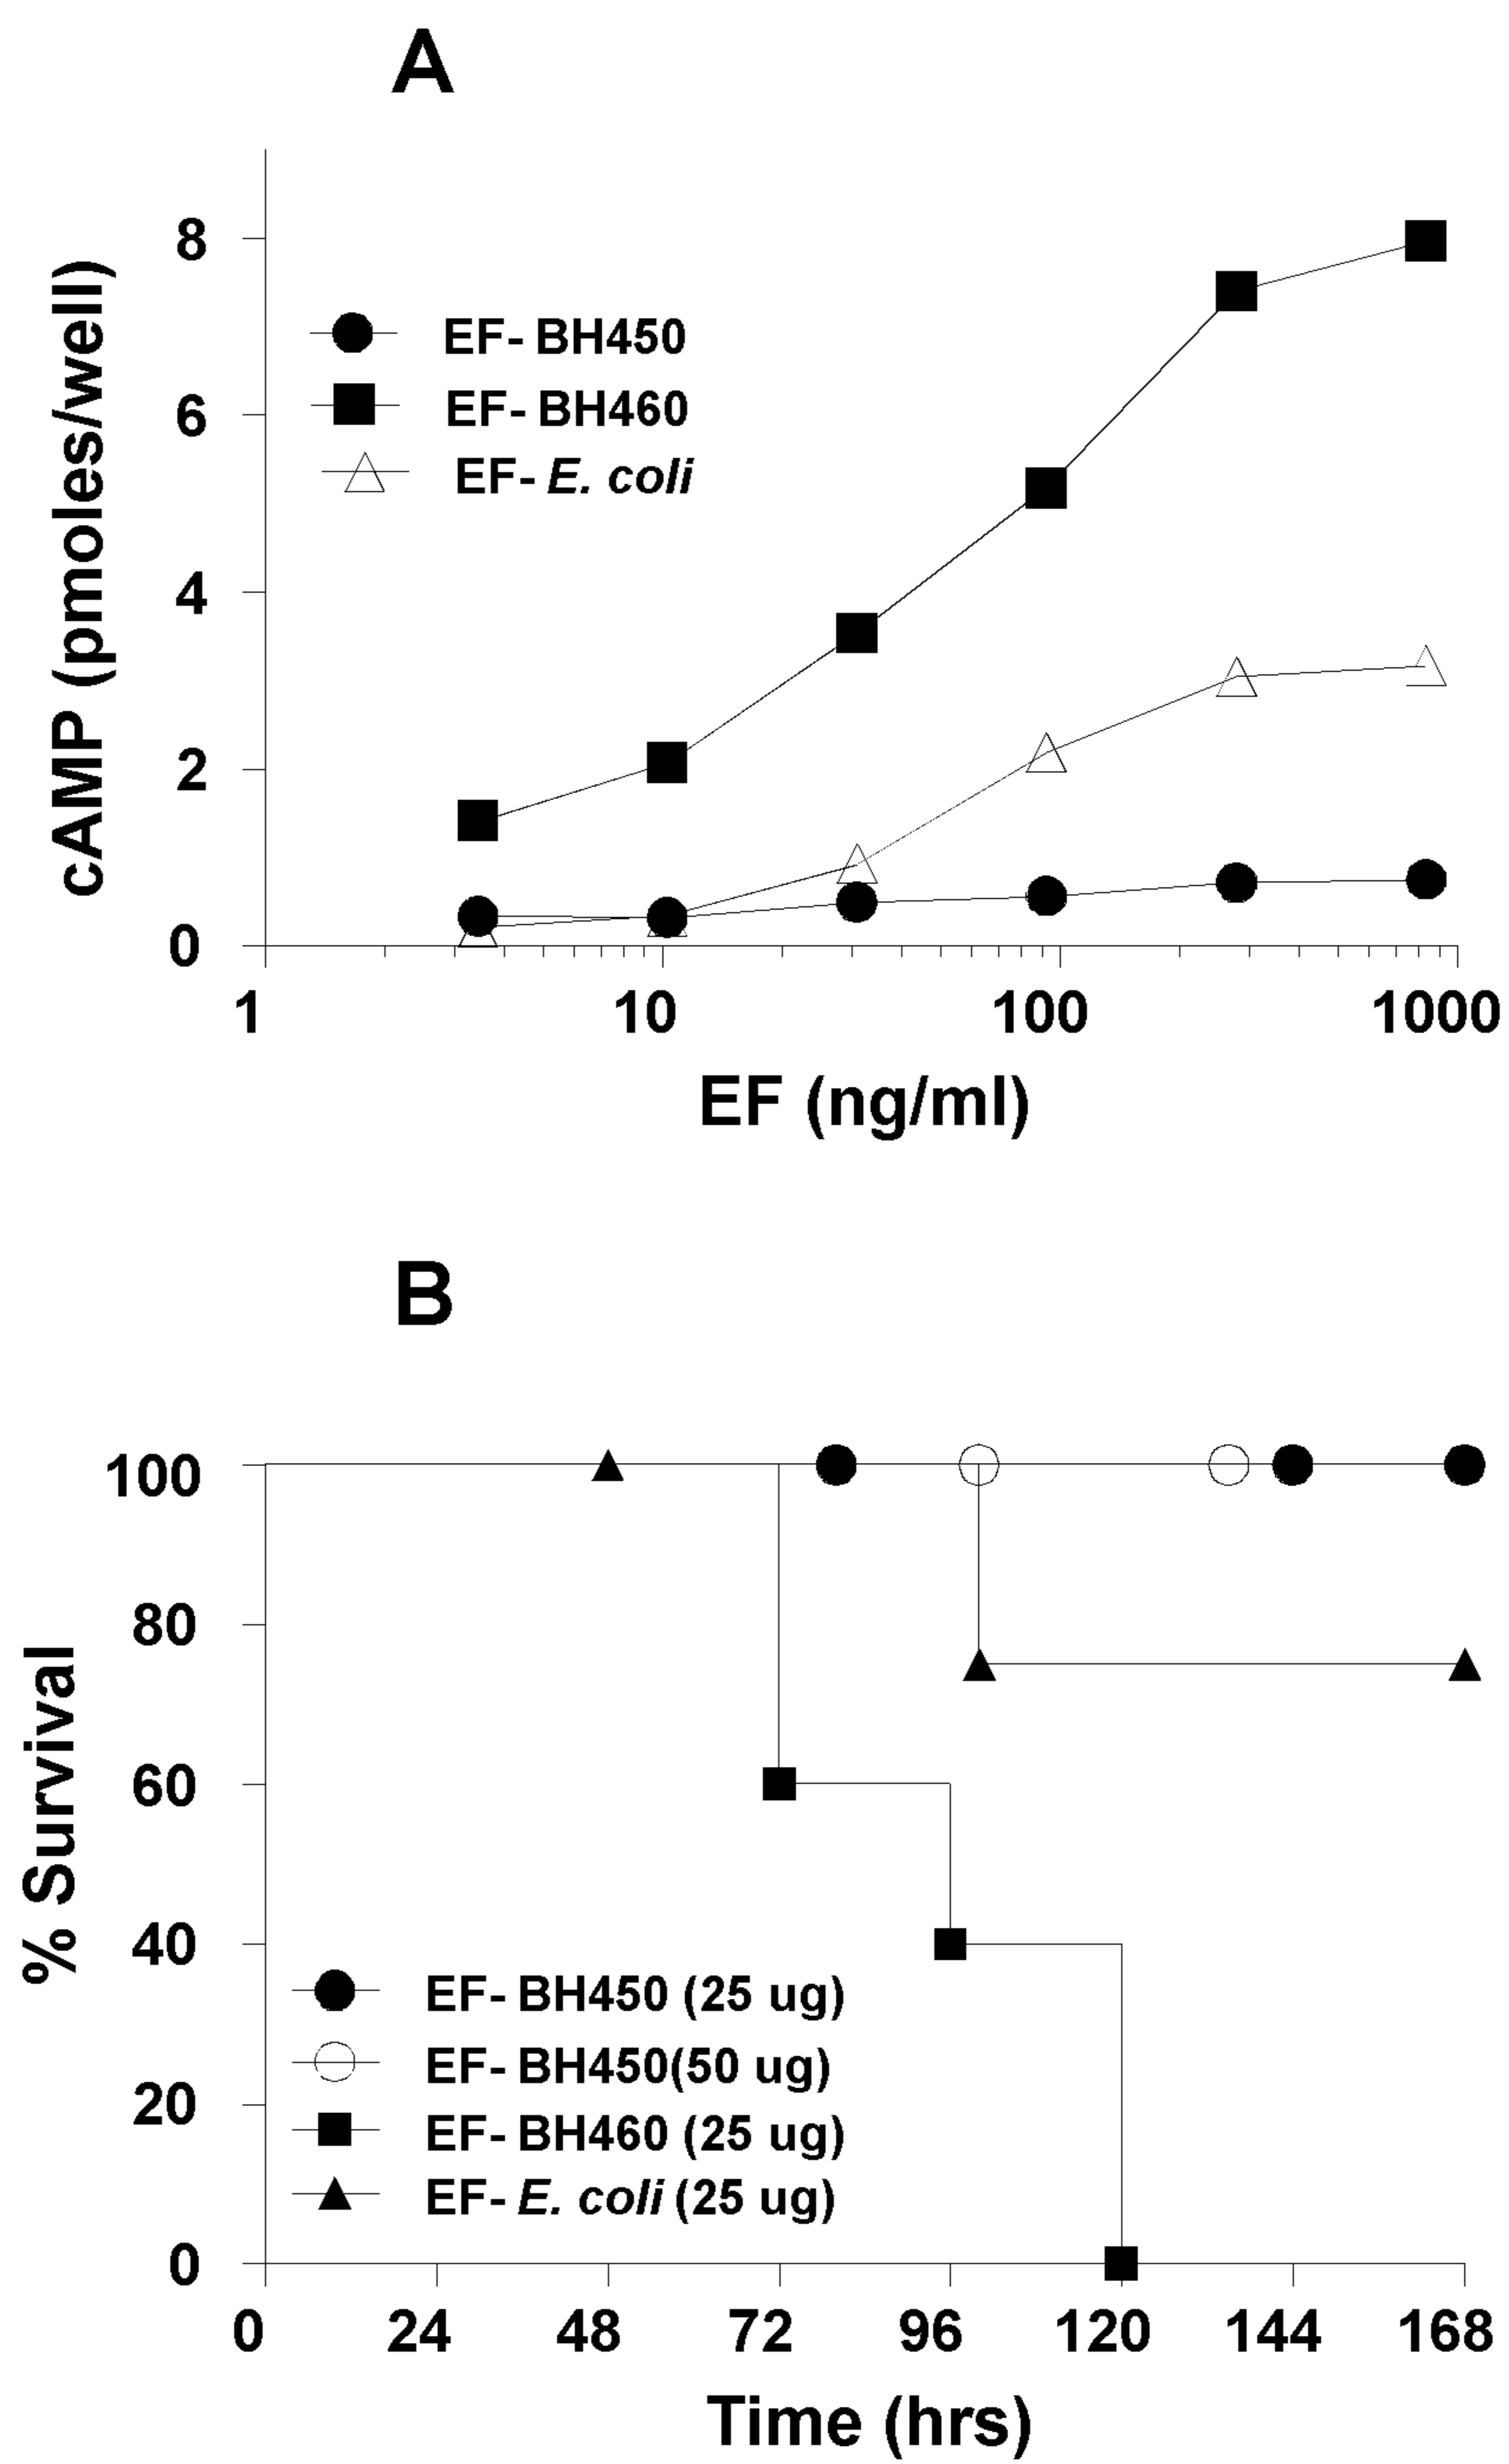 A
8
6
4
2
0
cAMP (pmoles/well)
EF- BH450
EF- BH460
EF- E. coli
1 10 100 1000
EF (ng/ml)
B
100
80
60
40
20
0
% Survival
EF- BH450 (25 ug)
EF- BH450(50 ug)
EF- BH460 (25 ug)
EF- E. coli (25 ug)
0 24 48 72 96 120 144 168
Time (hrs)